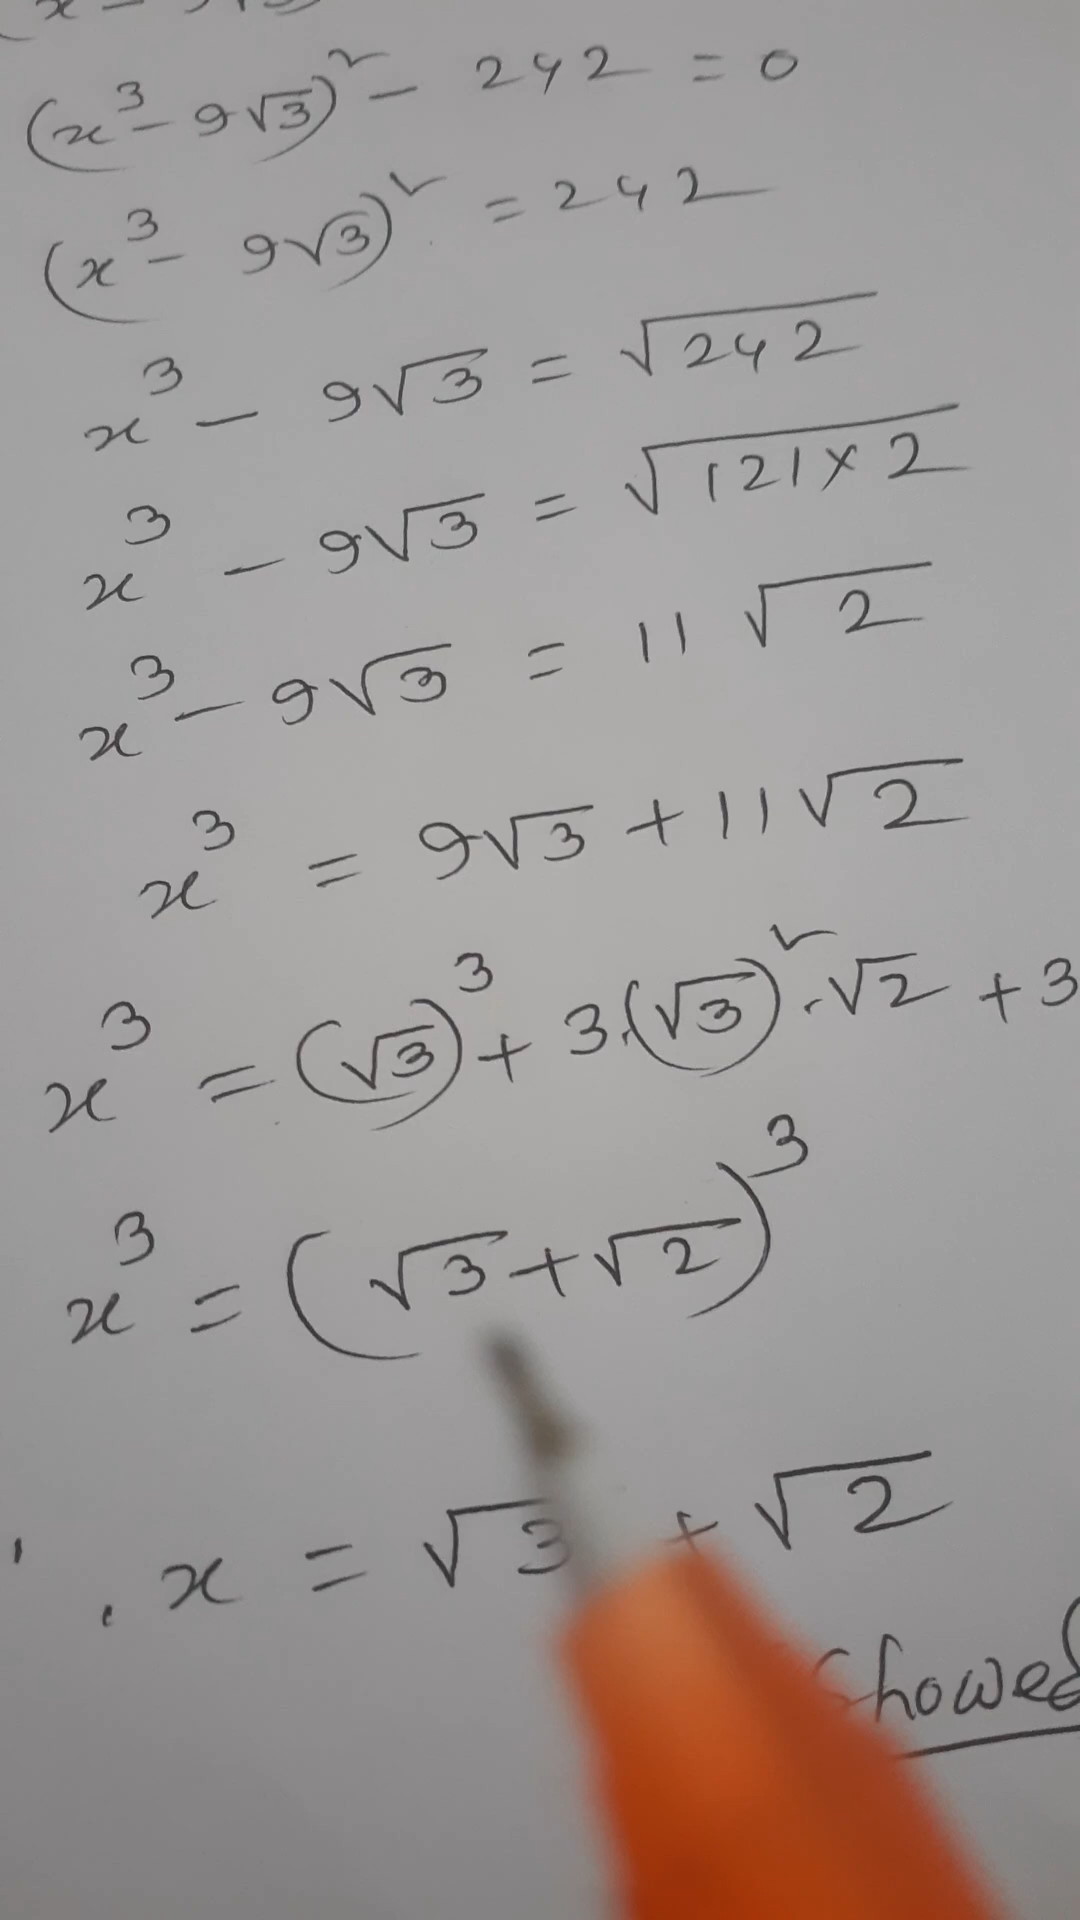 (x³ - 9√3)² - 242 = 0
(x³ - 9√3)² = 242
x³ - 9√3 = √242
x³ - 9√3 = √121×2
x³ - 9√3 = 11√2
x³ = 9√3 + 11√2
x³ = (√3)³ + 3.(√3)².√2 + 3
x³ = (√3+√2)³
∴ x = √3 + √2
Showed